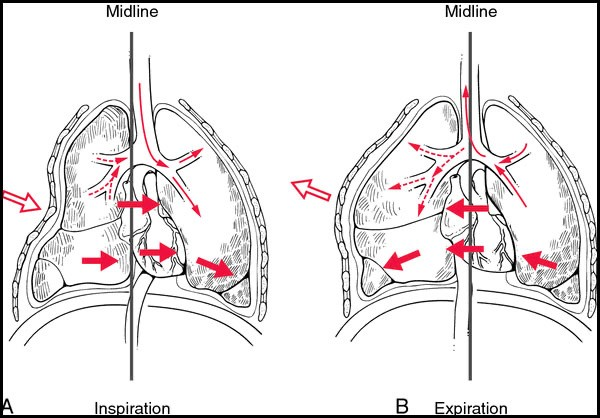 Midline
Midline
A
Inspiration
B
Expiration